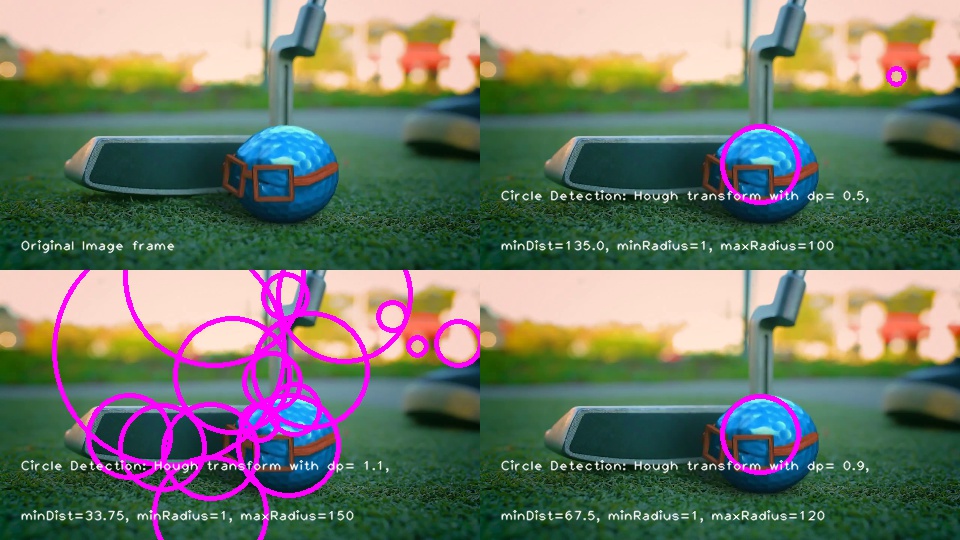 Original Image frame
Circle Detection: Hough transform with dp= 0.5,
minDist=135.0, minRadius=1, maxRadius=100
Circle Detection: Hough transform with dp= 1.1,
minDist=33.75, minRadius=1, maxRadius=150
Circle Detection: Hough transform with dp= 0.9,
minDist=67.5, minRadius=1, maxRadius=120